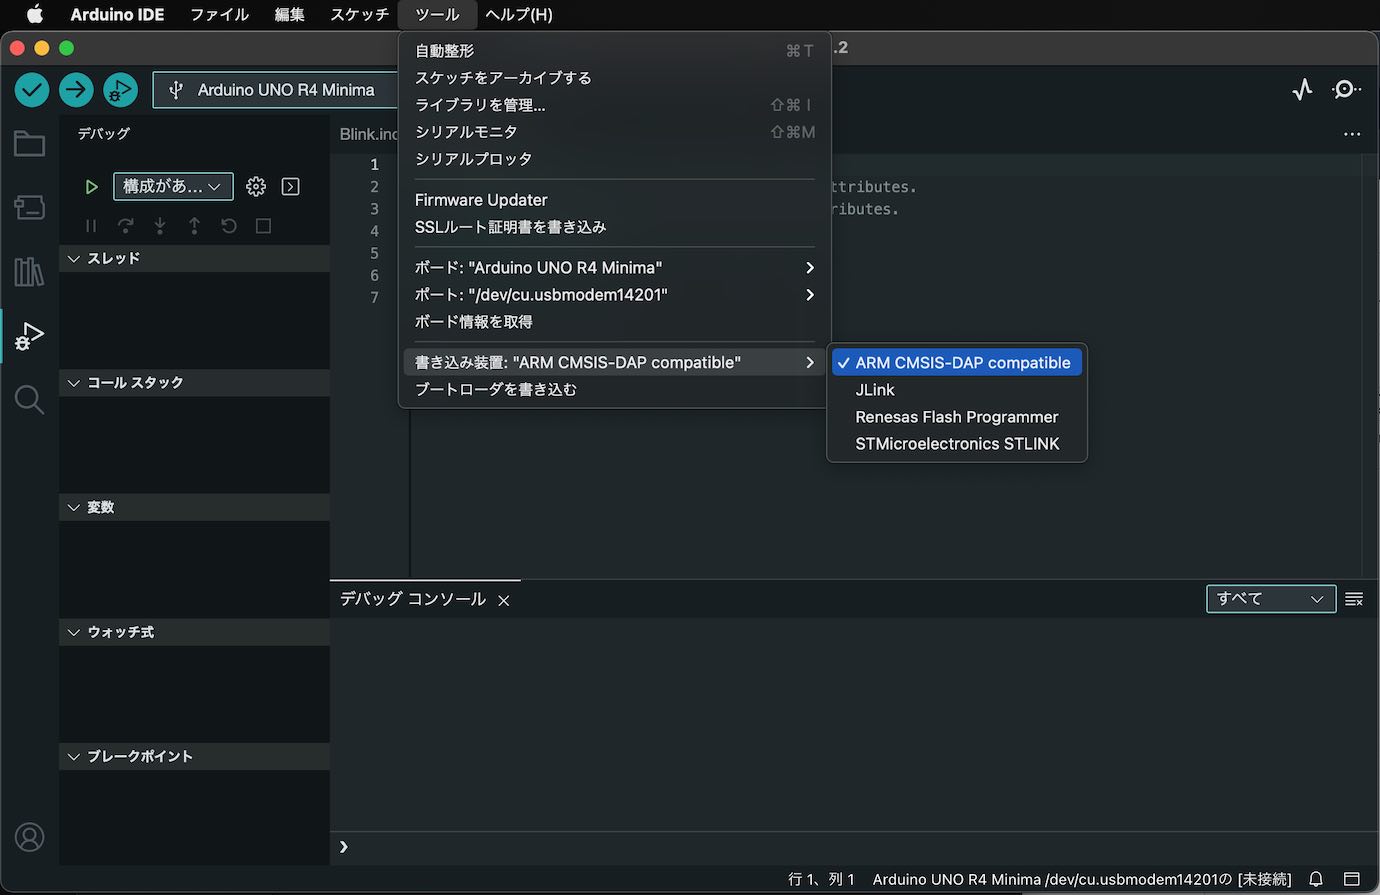 Arduino IDE ファイル 編集 スケッチ ツール ヘルプ(H)
.2
Arduino UNO R4 Minima
デバッグ
構成があ...
スレッド
コール スタック
変数
ウォッチ式
ブレークポイント
Blink.inc
1
2
3
4
5
6
7
ttributes.
ributes.
自動整形 ⌘T
スケッチをアーカイブする
ライブラリを管理... ⇧⌘I
シリアルモニタ ⇧⌘M
シリアルプロッタ
Firmware Updater
SSLルート証明書を書き込み
ボード: "Arduino UNO R4 Minima"
ポート: "/dev/cu.usbmodem14201"
ボード情報を取得
書き込み装置: "ARM CMSIS-DAP compatible"
ブートローダを書き込む
✓ ARM CMSIS-DAP compatible
JLink
Renesas Flash Programmer
STMicroelectronics STLINK
デバッグ コンソール
すべて
行 1、列 1 Arduino UNO R4 Minima /dev/cu.usbmodem14201の [未接続]